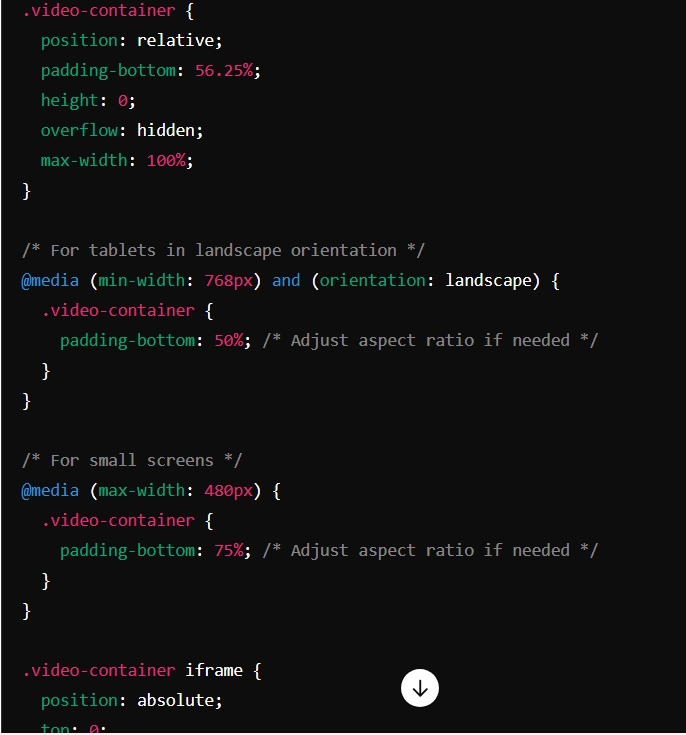 .video-container {
  position: relative;
  padding-bottom: 56.25%;
  height: 0;
  overflow: hidden;
  max-width: 100%;
}

/* For tablets in landscape orientation */
@media (min-width: 768px) and (orientation: landscape) {
  .video-container {
    padding-bottom: 50%; /* Adjust aspect ratio if needed */
  }
}

/* For small screens */
@media (max-width: 480px) {
  .video-container {
    padding-bottom: 75%; /* Adjust aspect ratio if needed */
  }
}

.video-container iframe {
  position: absolute;
  top: 0;